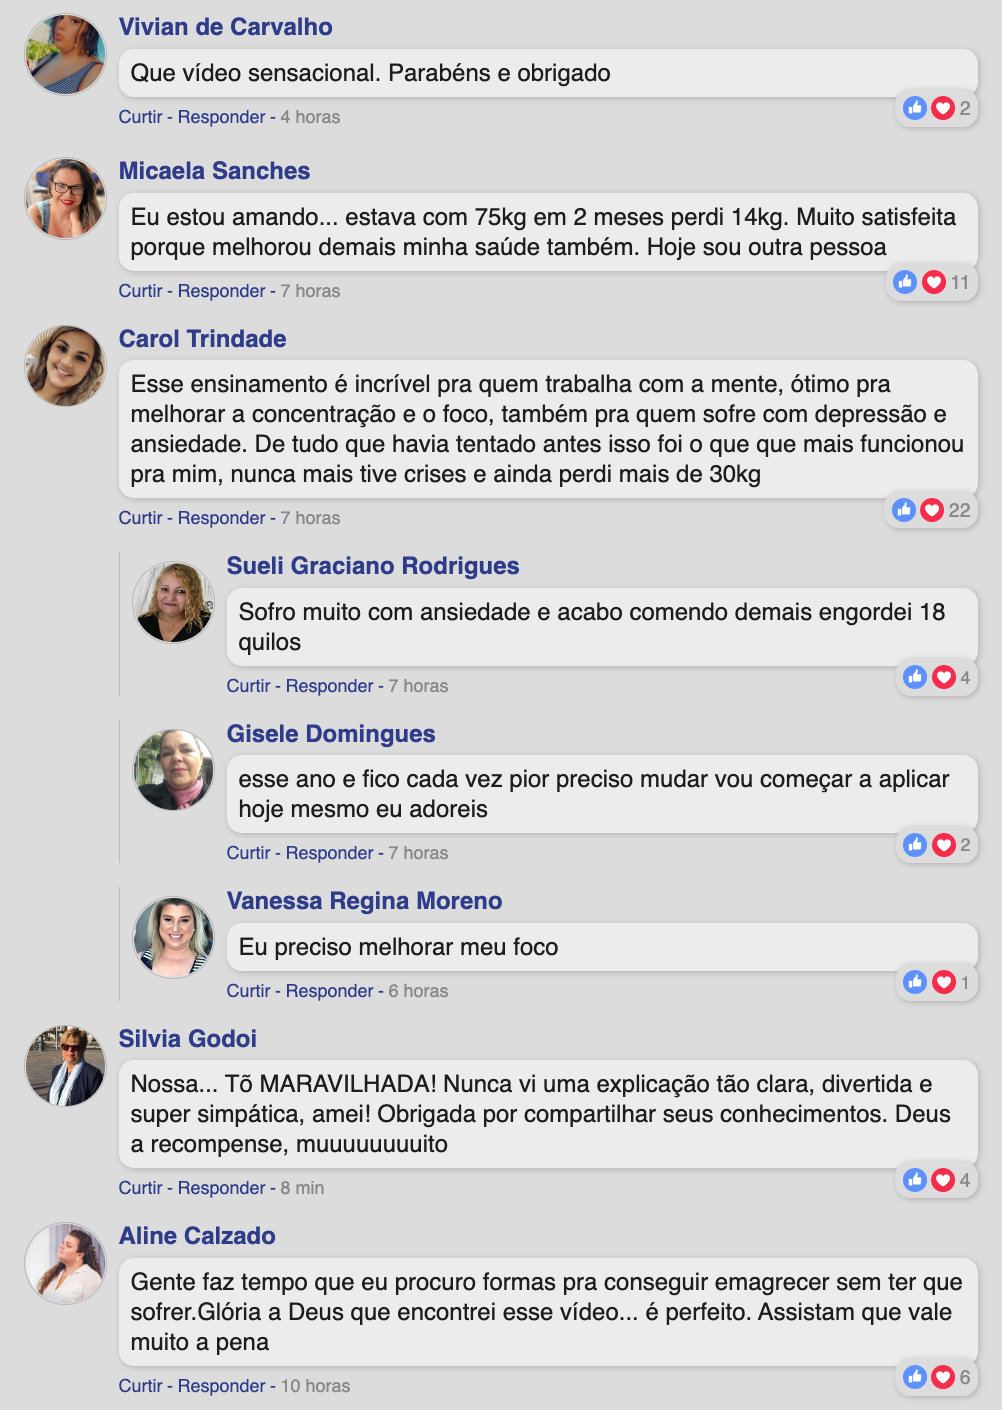 Vivian de Carvalho
Que vídeo sensacional. Parabéns e obrigado
Curtir - Responder - 4 horas
2
Micaela Sanches
Eu estou amando... estava com 75kg em 2 meses perdi 14kg. Muito satisfeita
porque melhorou demais minha saúde também. Hoje sou outra pessoa
Curtir - Responder - 7 horas
11
Carol Trindade
Esse ensinamento é incrível pra quem trabalha com a mente, ótimo pra
melhorar a concentração e o foco, também pra quem sofre com depressão e
ansiedade. De tudo que havia tentado antes isso foi o que que mais funcionou
pra mim, nunca mais tive crises e ainda perdi mais de 30kg
Curtir - Responder - 7 horas
22
Sueli Graciano Rodrigues
Sofro muito com ansiedade e acabo comendo demais engordei 18
quilos
Curtir - Responder - 7 horas
4
Gisele Domingues
esse ano e fico cada vez pior preciso mudar vou começar a aplicar
hoje mesmo eu adoreis
Curtir - Responder - 7 horas
2
Vanessa Regina Moreno
Eu preciso melhorar meu foco
Curtir - Responder - 6 horas
1
Silvia Godoi
Nossa... Tõ MARAVILHADA! Nunca vi uma explicação tão clara, divertida e
super simpática, amei! Obrigada por compartilhar seus conhecimentos. Deus
a recompense, muuuuuuuuito
Curtir - Responder - 8 min
4
Aline Calzado
Gente faz tempo que eu procuro formas pra conseguir emagrecer sem ter que
sofrer.Glória a Deus que encontrei esse vídeo... é perfeito. Assistam que vale
muito a pena
Curtir - Responder - 10 horas
6